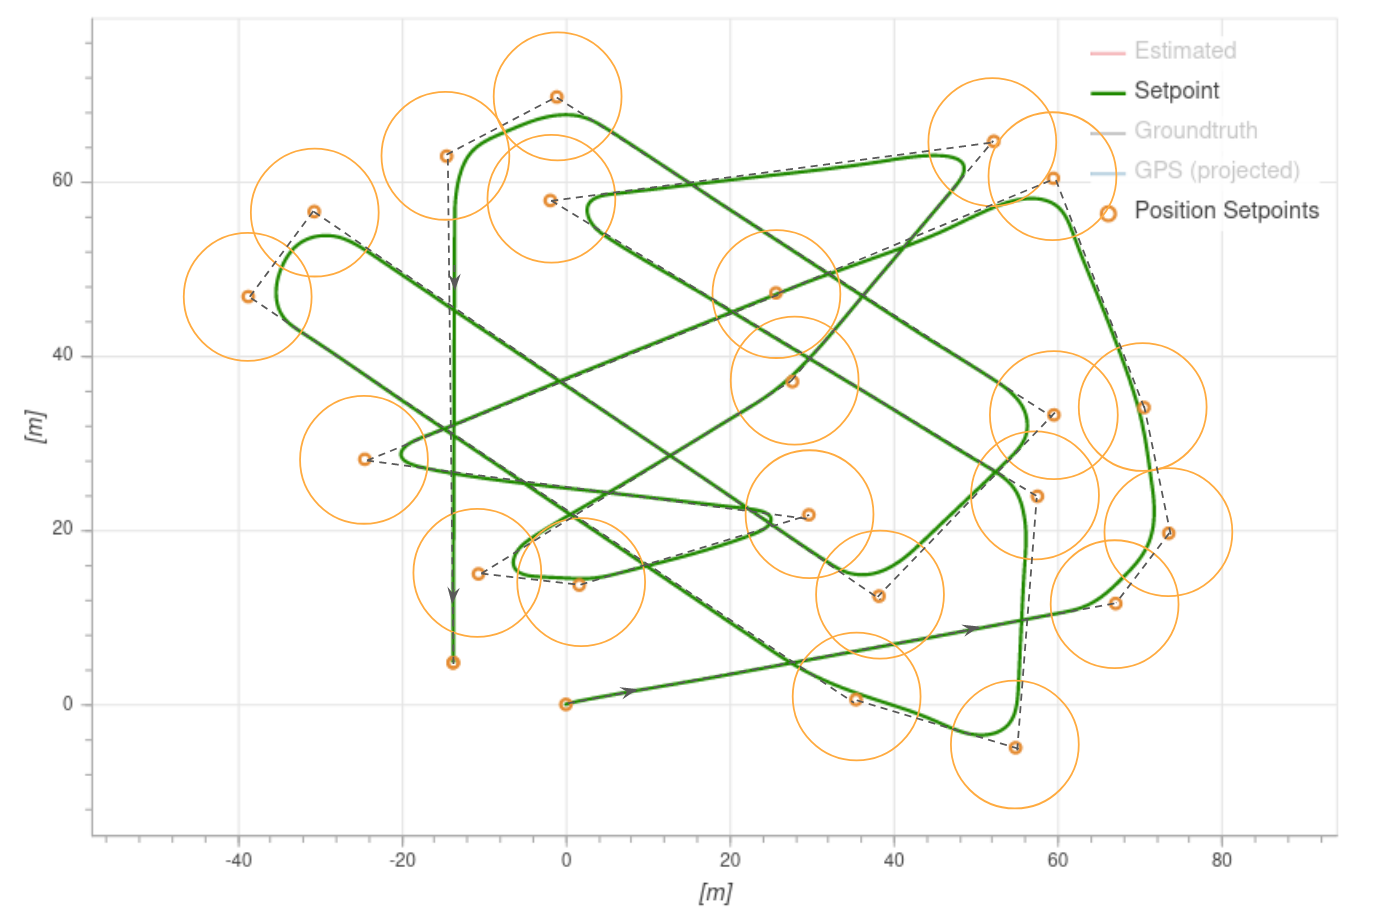 Estimated
Setpoint
Groundtruth
GPS (projected)
Position Setpoints
60
40
20
0
-40
-20
0
20
40
60
80
[m]
[m]